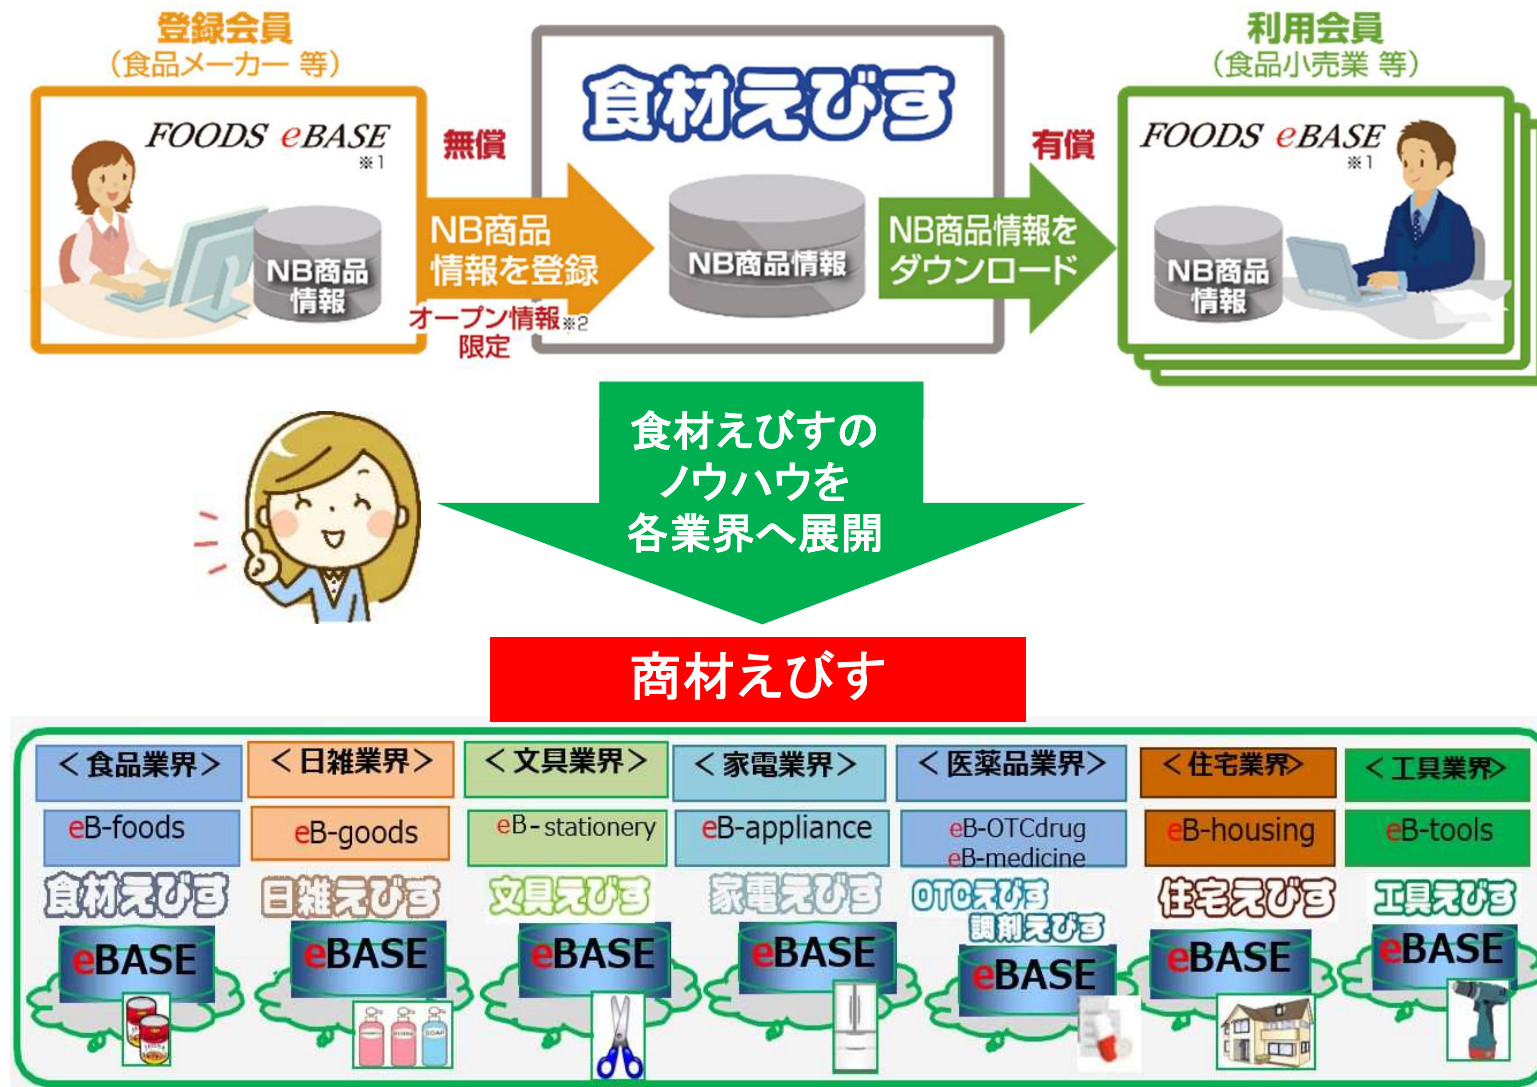 登録会員
（食品メーカー 等）
FOODS eBASE
※1
NB商品
情報
無償
NB商品
情報を登録
オープン情報※2
限定
食材えびす
NB商品情報
有償
NB商品情報を
ダウンロード
利用会員
（食品小売業 等）
FOODS eBASE
※1
NB商品
情報
食材えびすの
ノウハウを
各業界へ展開
商材えびす
＜食品業界＞
eB-foods
食材えびす
eBASE
＜日雑業界＞
eB-goods
日雑えびす
eBASE
＜文具業界＞
eB-stationery
文具えびす
eBASE
＜家電業界＞
eB-appliance
家電えびす
eBASE
＜医薬品業界＞
eB-OTCdrug
eB-medicine
OTCえびす
調剤えびす
eBASE
＜住宅業界＞
eB-housing
住宅えびす
eBASE
＜工具業界＞
eB-tools
工具えびす
eBASE